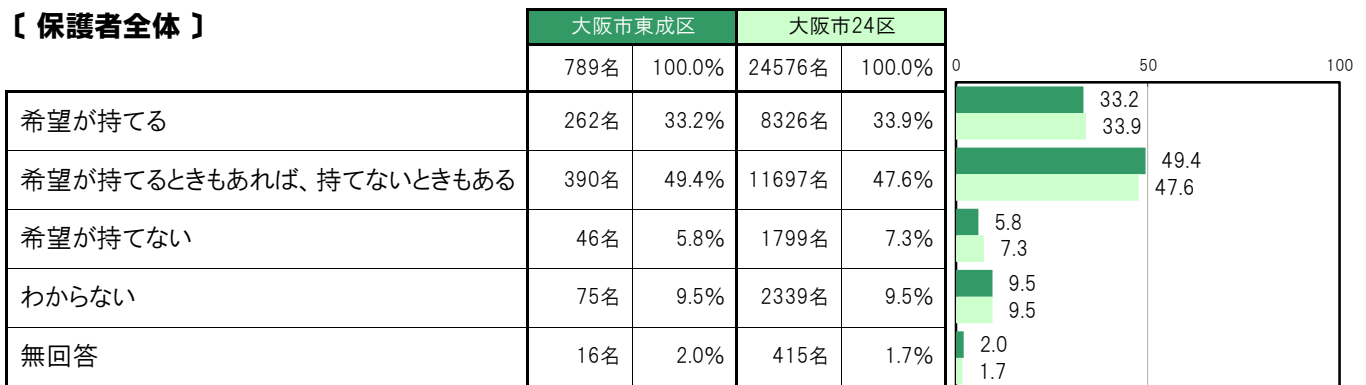 〔 保護者全体 〕
大阪市東成区 大阪市24区
789名 100.0% 24576名 100.0% 0 50 100
希望が持てる 262名 33.2% 8326名 33.9% 33.2
33.9
希望が持てるときもあれば、持てないときもある 390名 49.4% 11697名 47.6% 49.4
47.6
希望が持てない 46名 5.8% 1799名 7.3% 5.8
7.3
わからない 75名 9.5% 2339名 9.5% 9.5
9.5
無回答 16名 2.0% 415名 1.7% 2.0
1.7